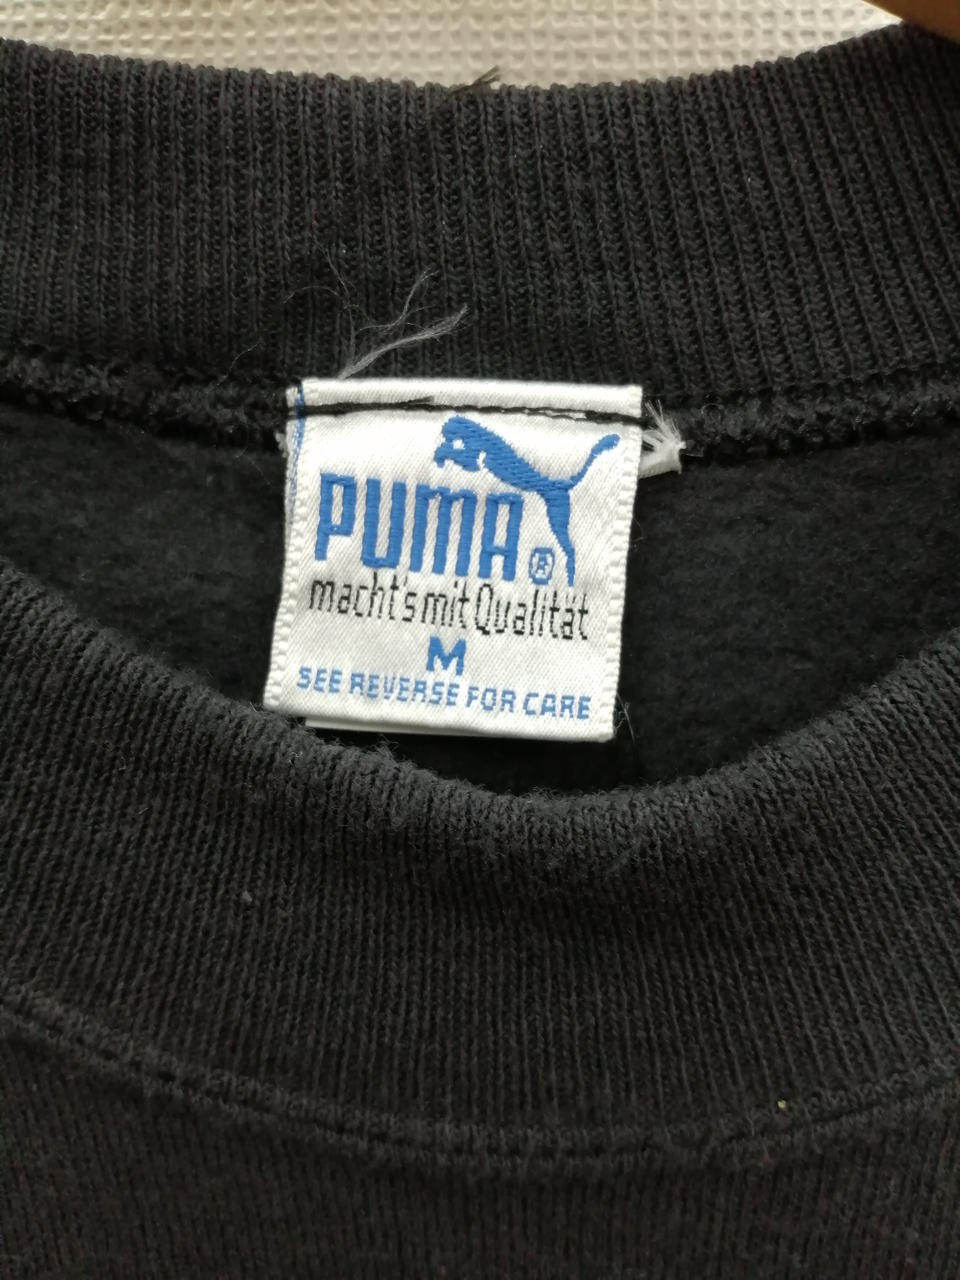 PUMA®
macht's mit Qualität
M
SEE REVERSE FOR CARE